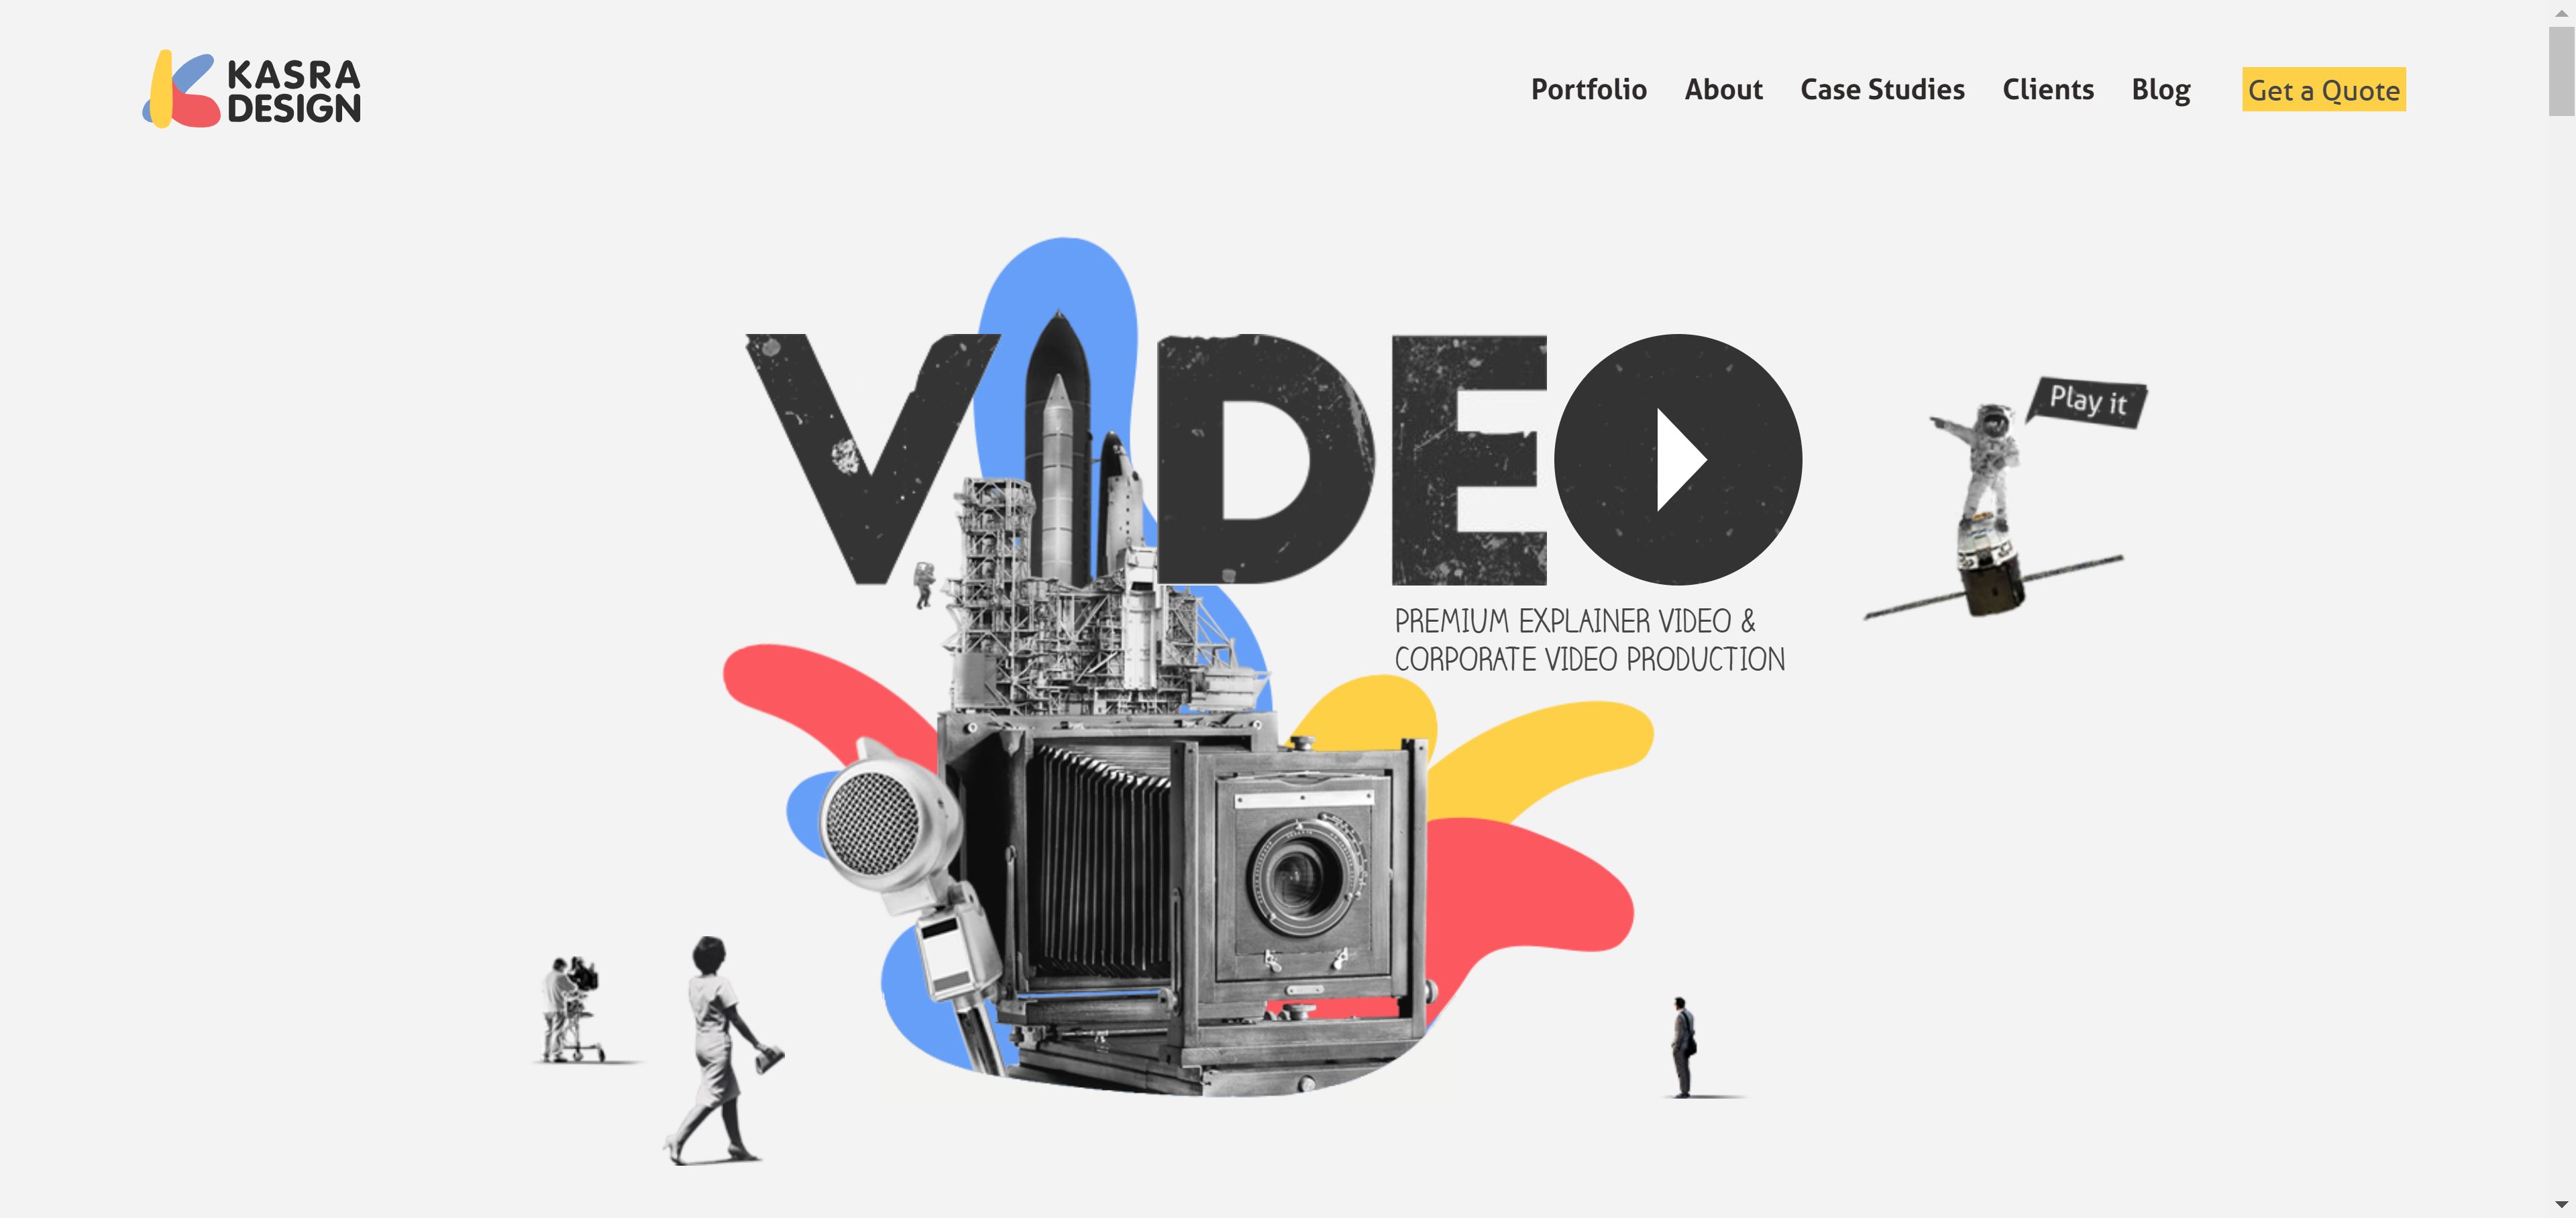 KASRA
DESIGN
Portfolio
About
Case Studies
Clients
Blog
Get a Quote
VIDEO
Play it
PREMIUM EXPLAINER VIDEO &
CORPORATE VIDEO PRODUCTION